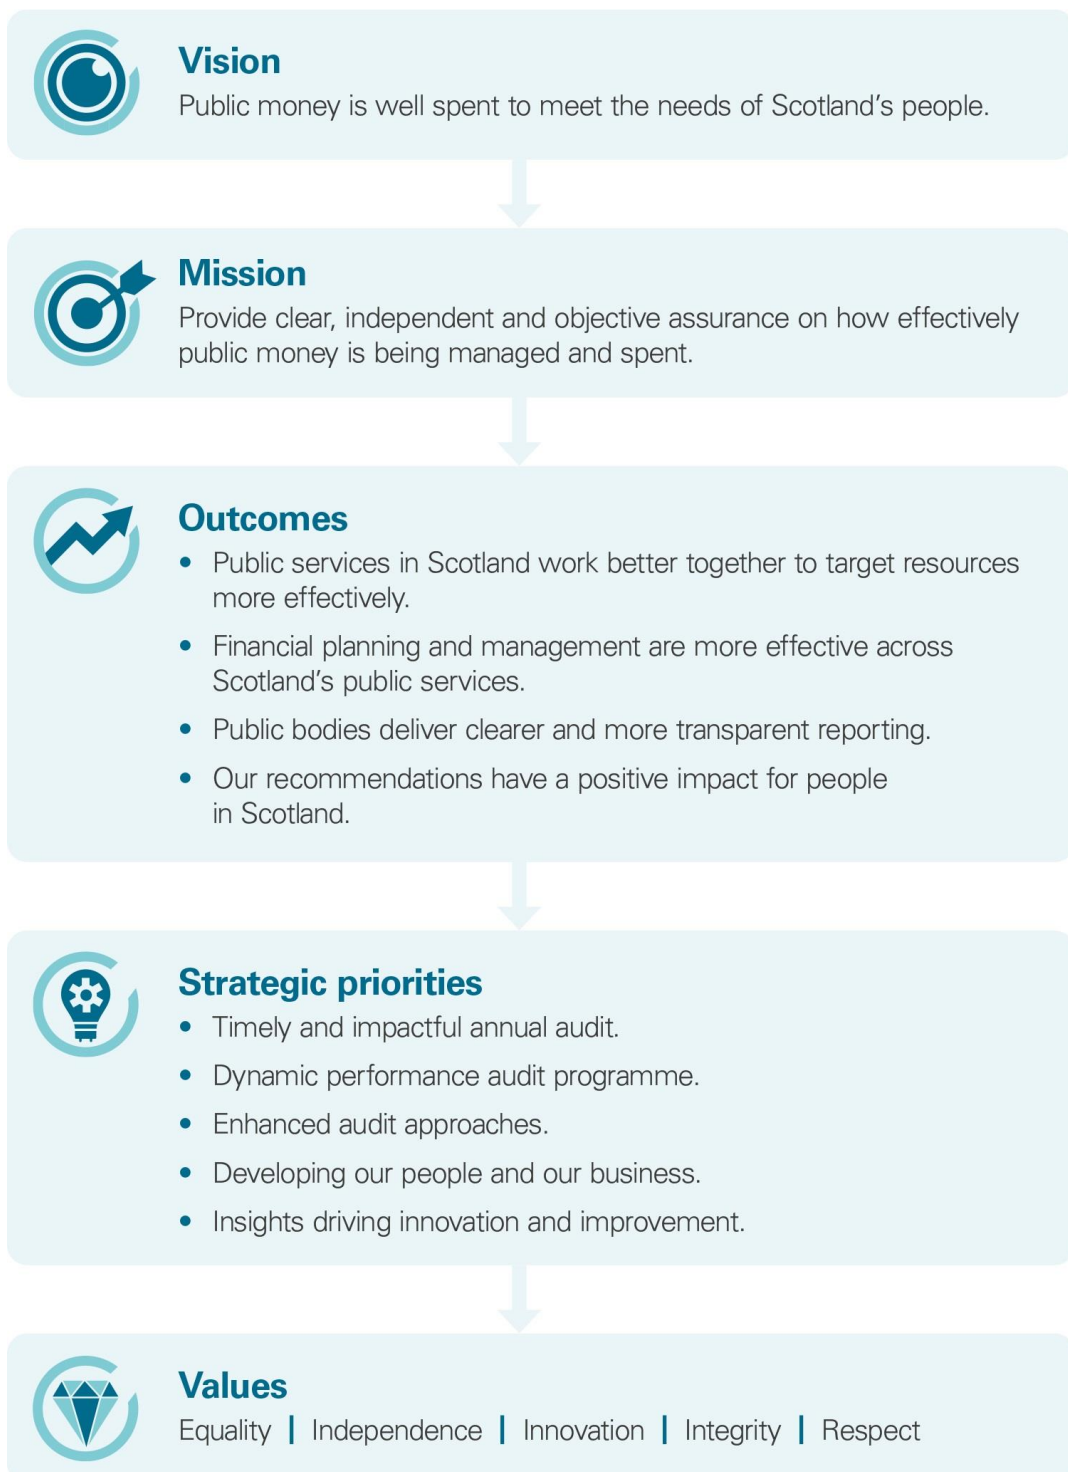 Vision
Public money is well spent to meet the needs of Scotland’s people.
Mission
Provide clear, independent and objective assurance on how effectively
public money is being managed and spent.
Outcomes
• Public services in Scotland work better together to target resources
more effectively.
• Financial planning and management are more effective across
Scotland’s public services.
• Public bodies deliver clearer and more transparent reporting.
• Our recommendations have a positive impact for people
in Scotland.
Strategic priorities
• Timely and impactful annual audit.
• Dynamic performance audit programme.
• Enhanced audit approaches.
• Developing our people and our business.
• Insights driving innovation and improvement.
Values
Equality | Independence | Innovation | Integrity | Respect